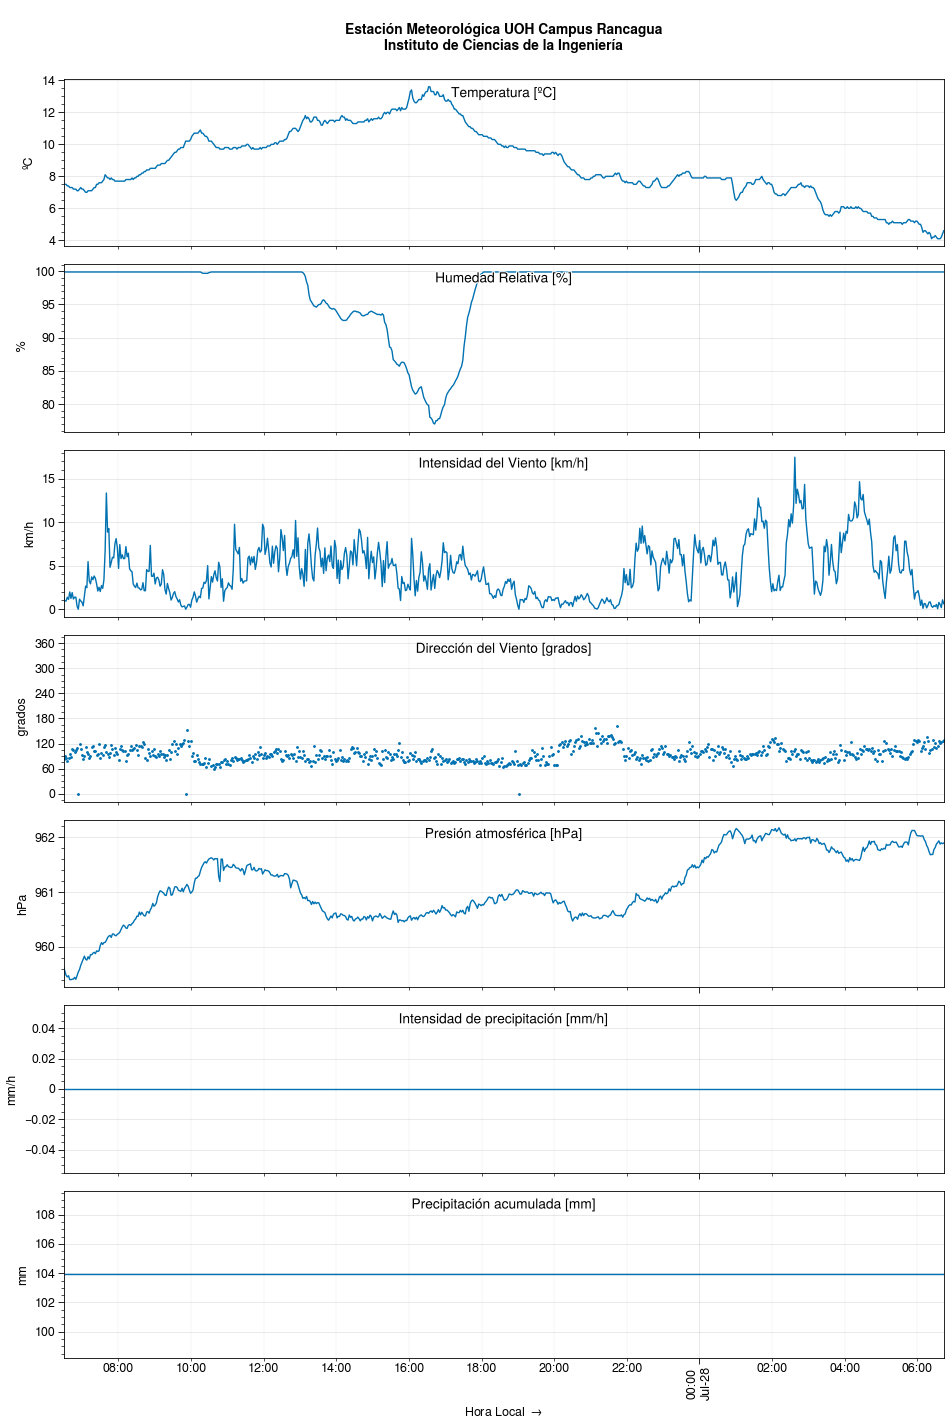 Estación Meteorológica UOH Campus Rancagua
Instituto de Ciencias de la Ingeniería
Temperatura [ºC]
ºC
14
12
10
8
6
4
Humedad Relativa [%]
%
100
95
90
85
80
Intensidad del Viento [km/h]
km/h
15
10
5
0
Dirección del Viento [grados]
grados
360
300
240
180
120
60
0
Presión atmosférica [hPa]
hPa
962
961
960
Intensidad de precipitación [mm/h]
mm/h
0.04
0.02
0
−0.02
−0.04
Precipitación acumulada [mm]
mm
108
106
104
102
100
08:00 10:00 12:00 14:00 16:00 18:00 20:00 22:00 00:00 02:00 04:00 06:00
Jul-28
Hora Local →